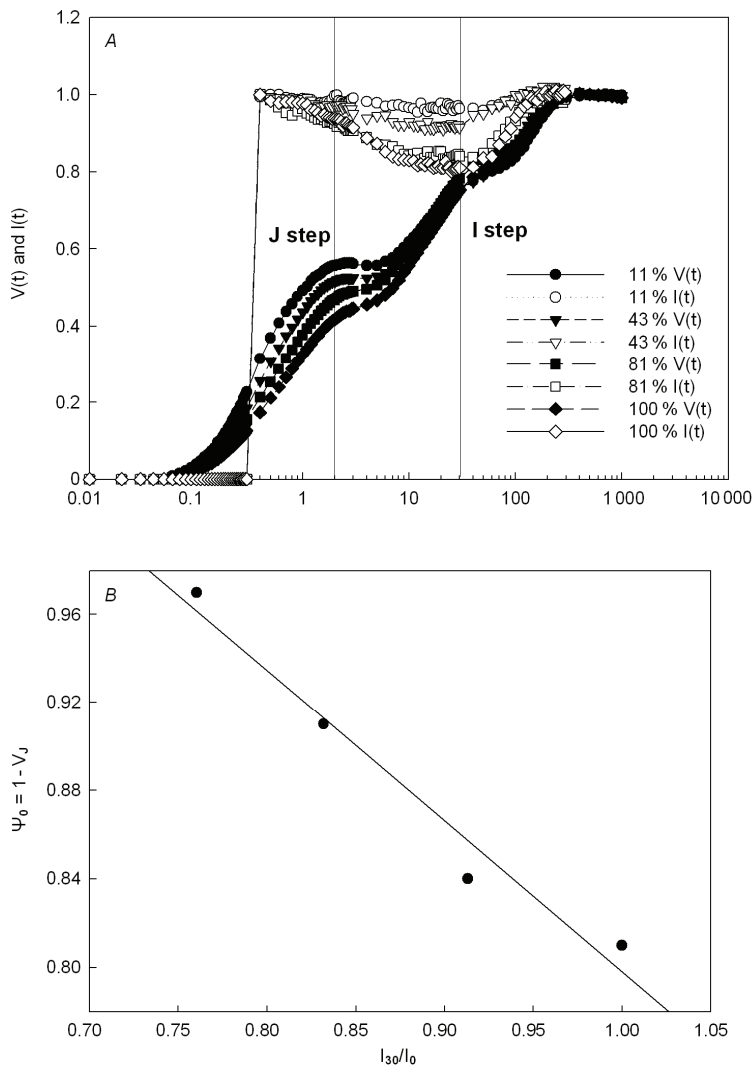 A
1.2
1.0
0.8
0.6
0.4
0.2
0
V(t) and I(t)
J step
I step
11 % V(t)
11 % I(t)
43 % V(t)
43 % I(t)
81 % V(t)
81 % I(t)
100 % V(t)
100 % I(t)
0.01 0.1 1 10 100 1 000 10 000
B
0.96
0.92
0.88
0.84
0.80
Ψ₀ = 1 - V_J
0.70 0.75 0.80 0.85 0.90 0.95 1.00 1.05
I₃₀/I₀